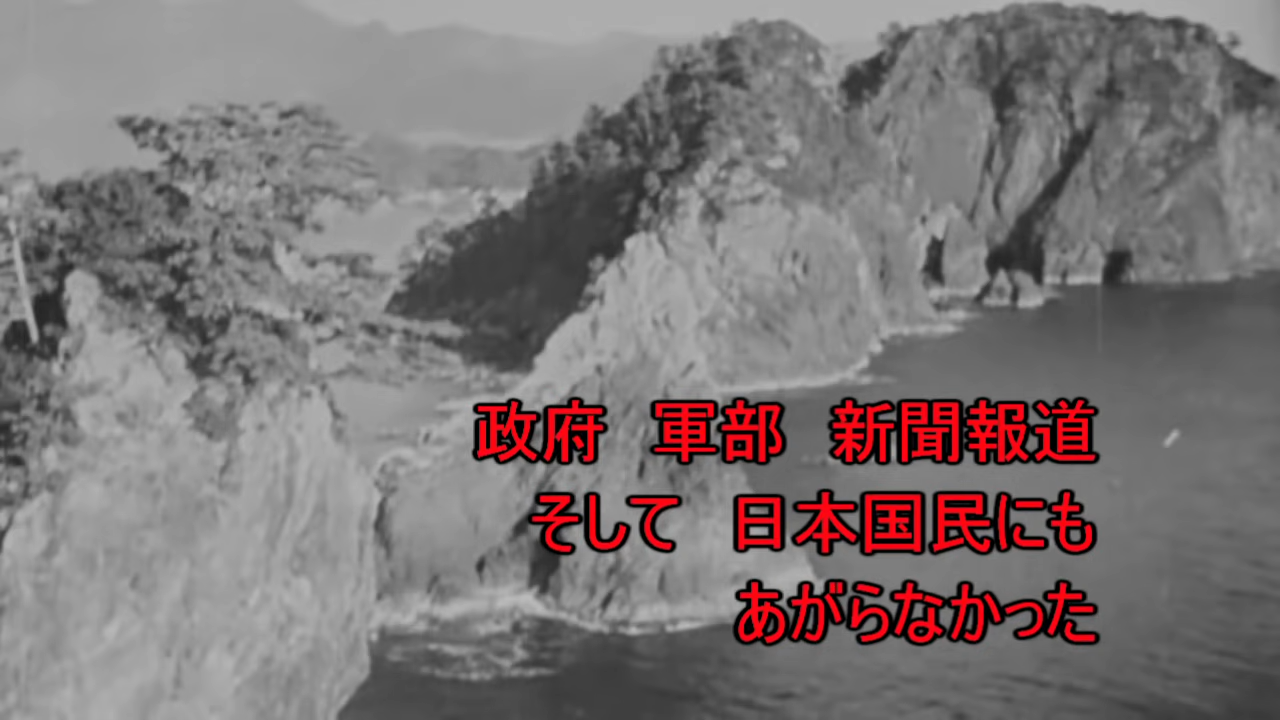 政府　軍部　新聞報道
そして　日本国民にも
あがらなかった